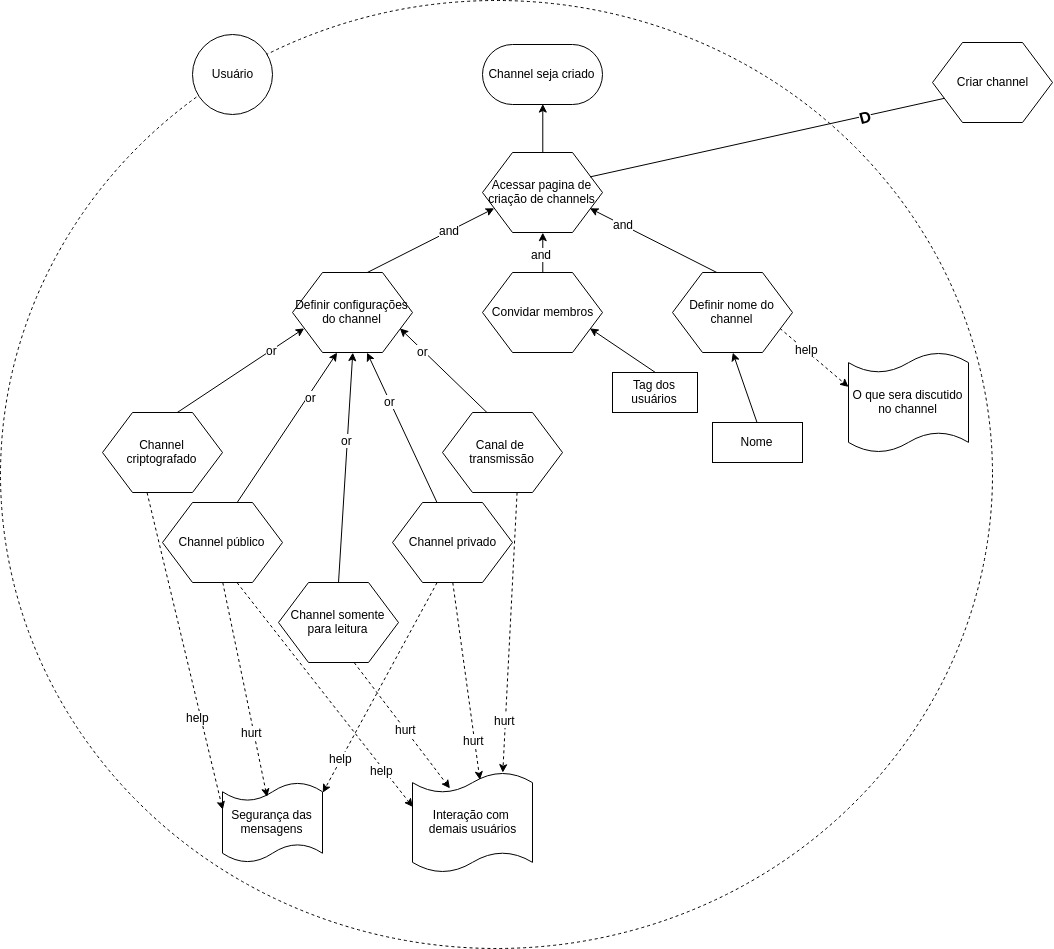 Usuário
Channel seja criado
Criar channel
D
Acessar pagina de
criação de channels
and
and
and
Definir configurações
do channel
Convidar membros
Definir nome do
channel
or
or
help
or
or
or
Tag dos
usuários
O que sera discutido
no channel
Nome
Channel
criptografado
Canal de
transmissão
Channel público
Channel privado
Channel somente
para leitura
help
hurt
hurt
hurt
hurt
help
help
Segurança das
mensagens
Interação com
demais usuários